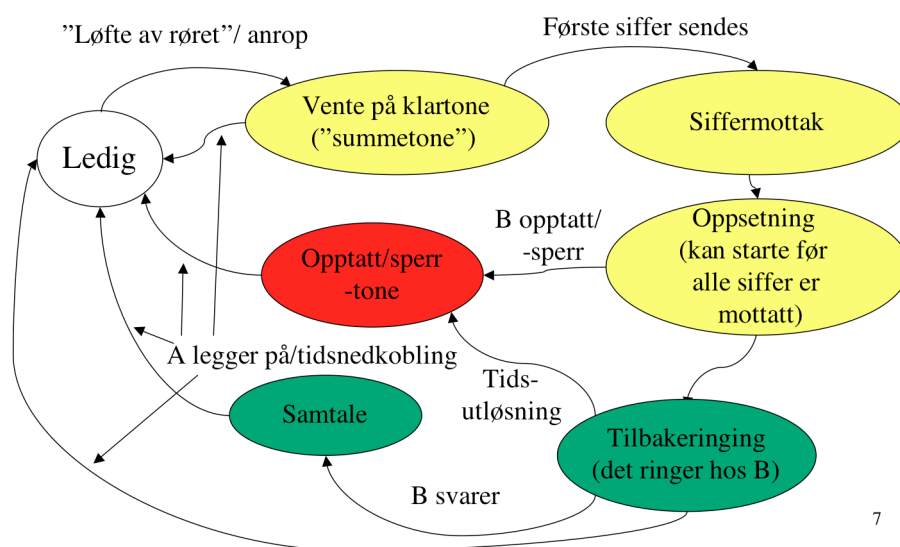 ”Løfte av røret”/ anrop
Første siffer sendes
Vente på klartone
(”summetone”)
Siffermottak
Ledig
B opptatt/
-sperr
Oppsetning
(kan starte før
alle siffer er
mottatt)
Opptatt/sperr
-tone
A legger på/tidsnedkobling
Tids-
utløsning
Samtale
Tilbakeringing
(det ringer hos B)
B svarer
7